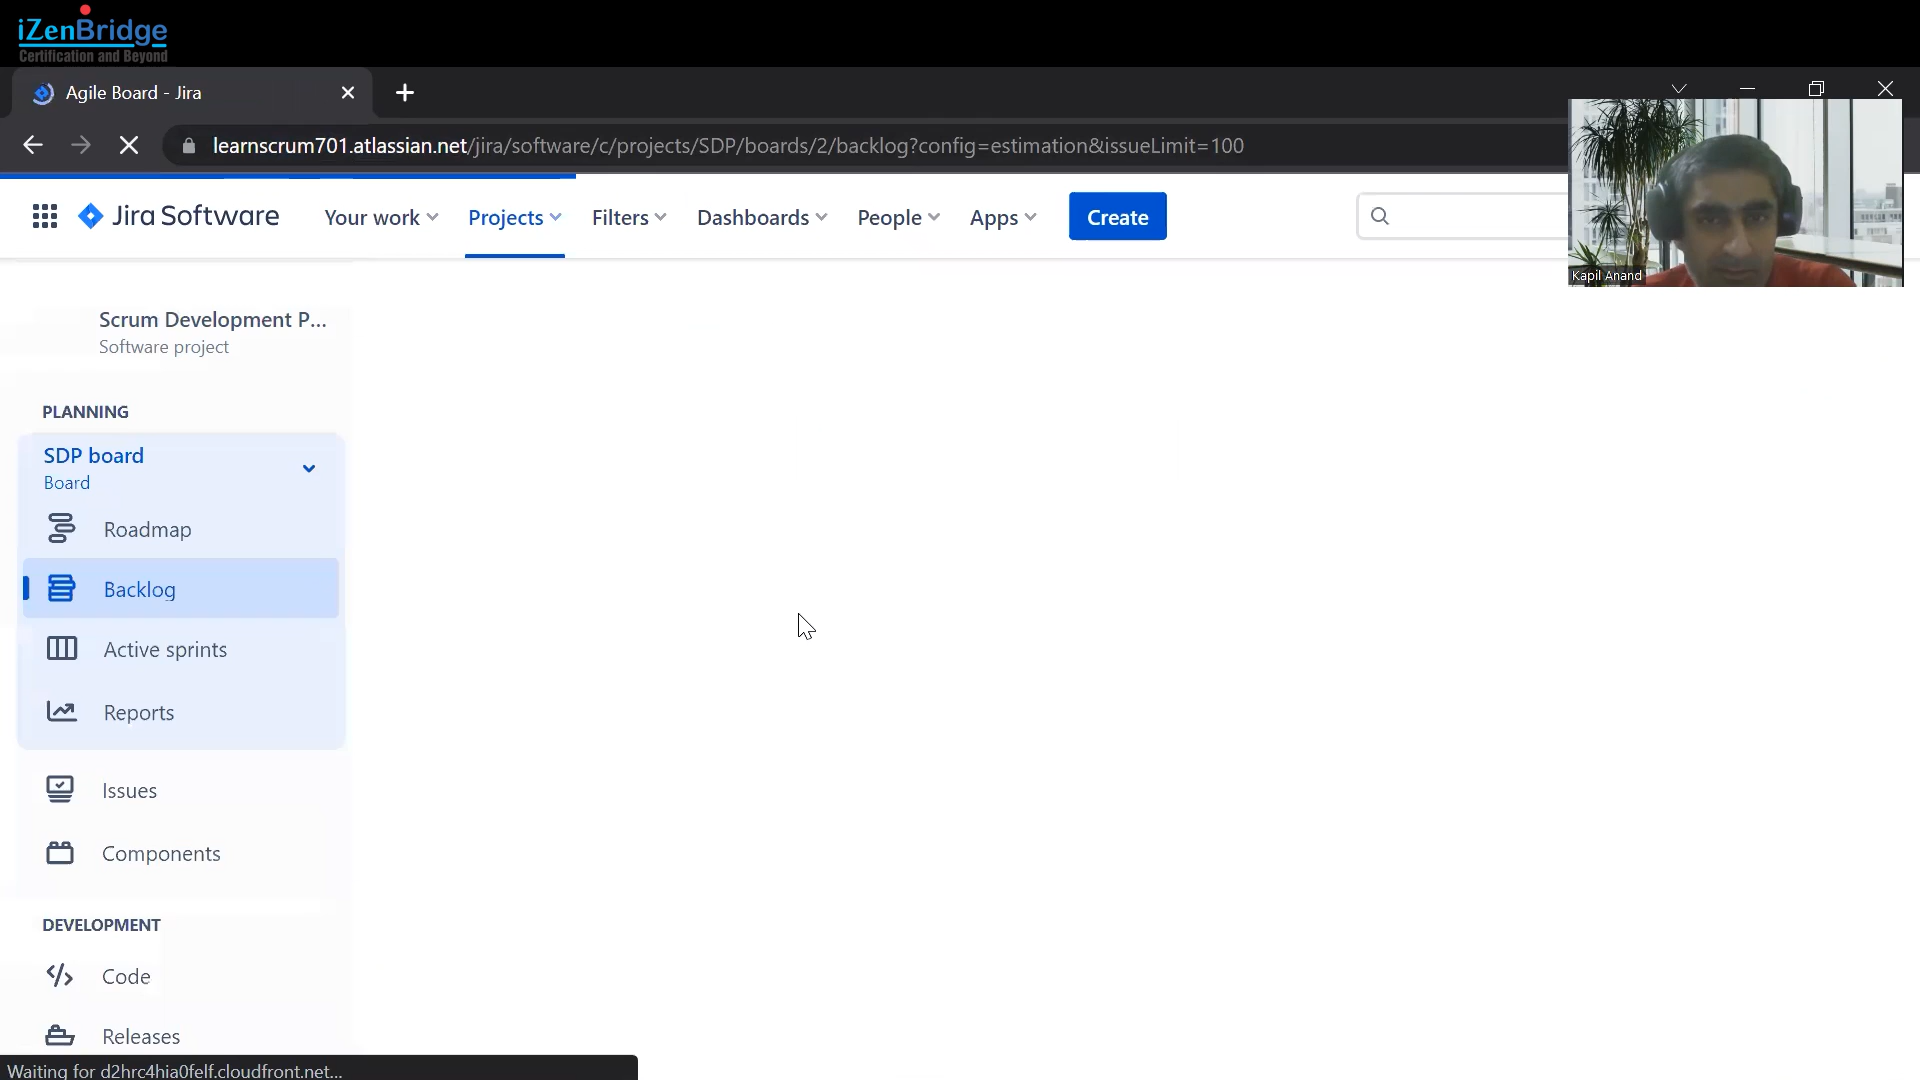 iZenBridge
Certification and Beyond
Agile Board - Jira
learnscrum701.atlassian.net/jira/software/c/projects/SDP/boards/2/backlog?config=estimation&issueLimit=100
Jira Software
Your work
Projects
Filters
Dashboards
People
Apps
Create
Kapil Anand
Scrum Development P...
Software project
PLANNING
SDP board
Board
Roadmap
Backlog
Active sprints
Reports
Issues
Components
DEVELOPMENT
Code
Releases
Waiting for d2hrc4hia0felf.cloudfront.net...